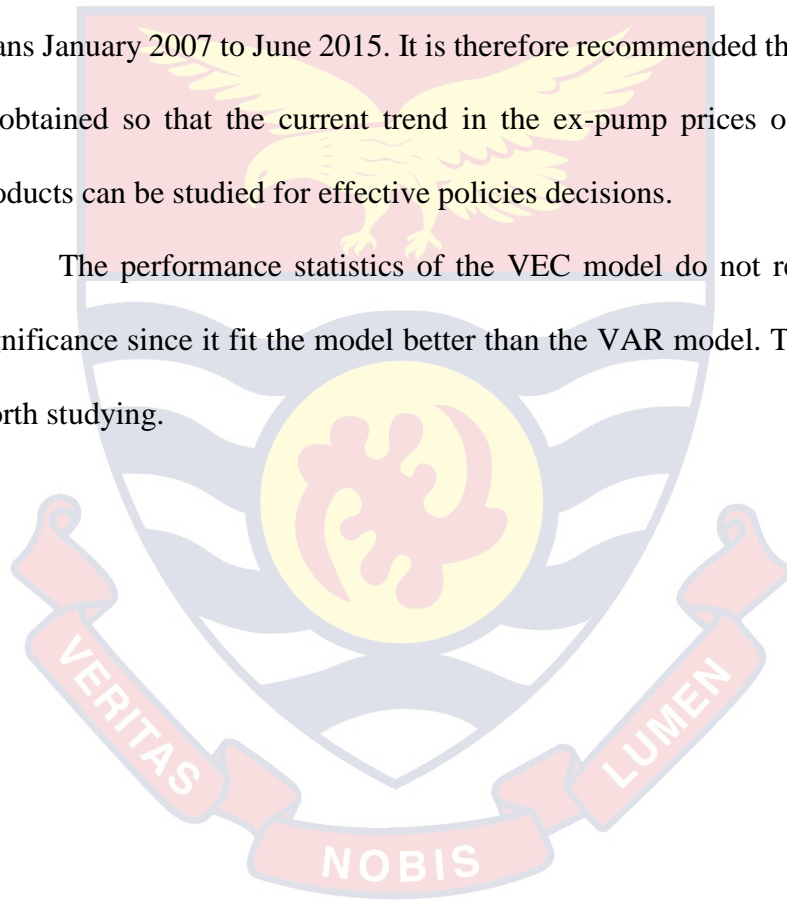 ans January 2007 to June 2015. It is therefore recommended th
obtained so that the current trend in the ex-pump prices o
oducts can be studied for effective policies decisions.
The performance statistics of the VEC model do not re
gnificance since it fit the model better than the VAR model. T
orth studying.
VERITAS
NOBIS
LUMEN